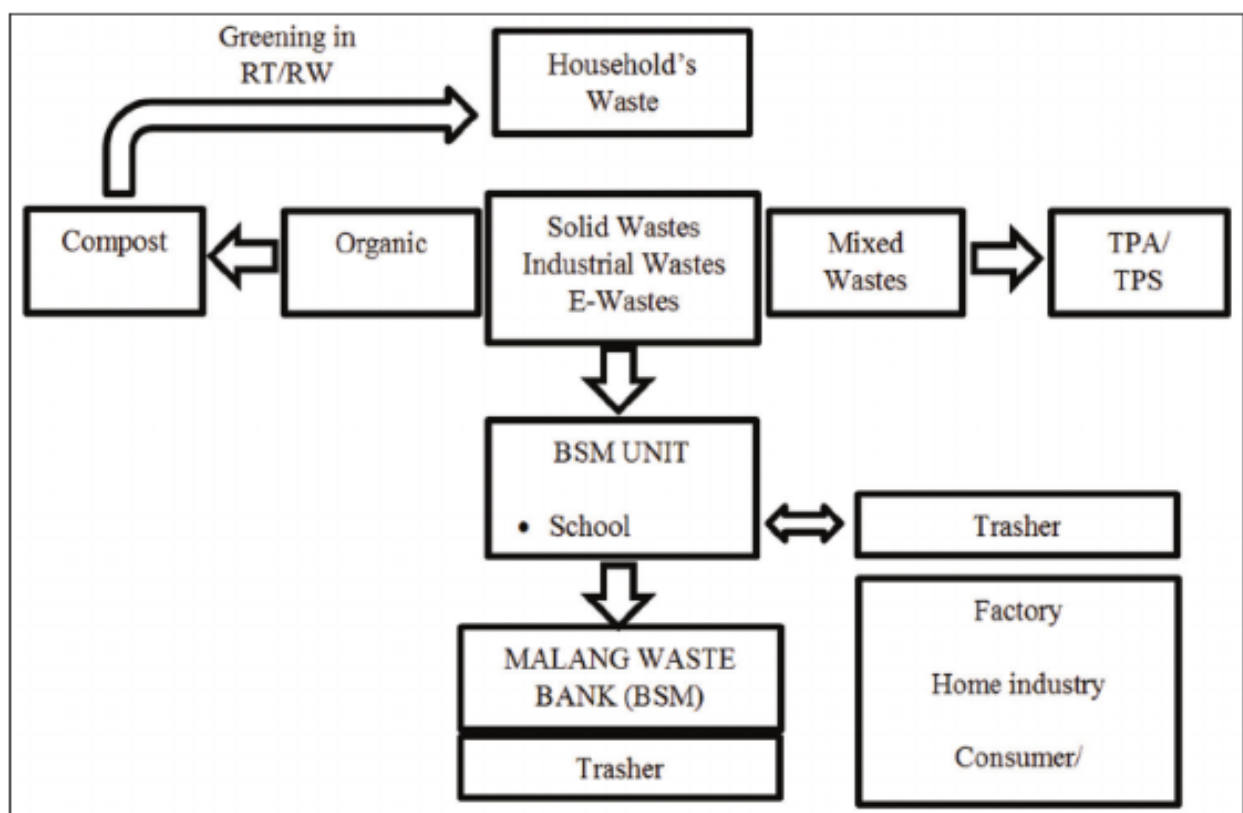 Greening in
RT/RW
Household's
Waste
Compost
Organic
Solid Wastes
Industrial Wastes
E-Wastes
Mixed
Wastes
TPA/
TPS
BSM UNIT
• School
Trasher
MALANG WASTE
BANK (BSM)
Trasher
Factory
Home industry
Consumer/